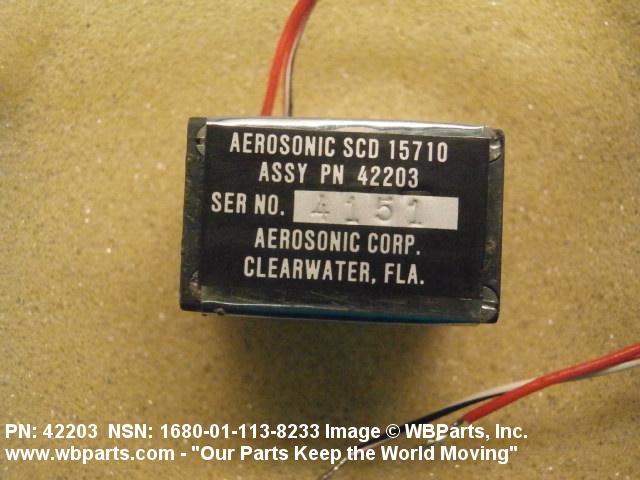 AEROSONIC SCD 15710
ASSY PN 42203
SER NO. 4151
AEROSONIC CORP.
CLEARWATER, FLA.
PN: 42203 NSN: 1680-01-113-8233 Image © WBParts, Inc.
www.wbparts.com - "Our Parts Keep the World Moving"